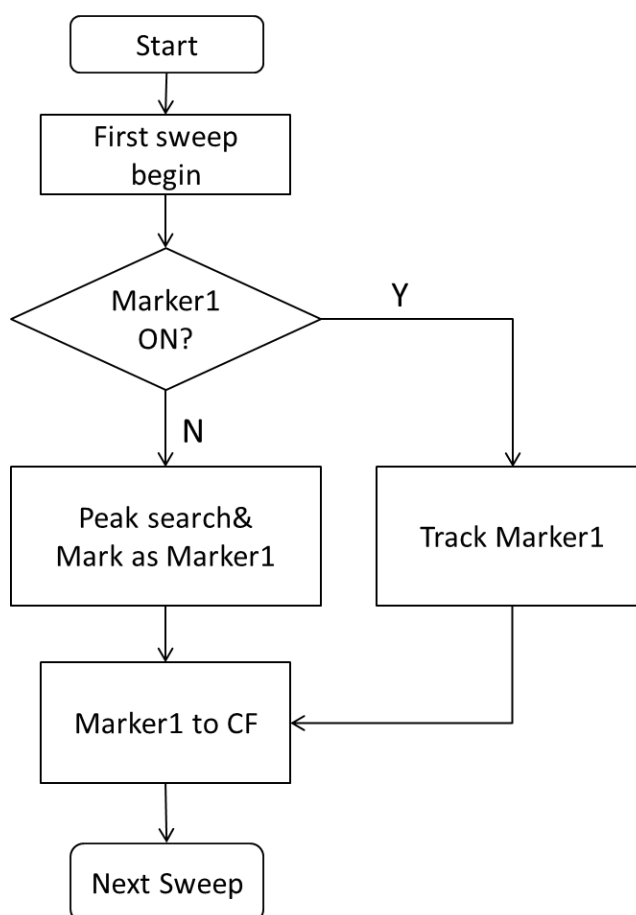 Start
First sweep
begin
Marker1
ON?
Y
N
Peak search&
Mark as Marker1
Track Marker1
Marker1 to CF
Next Sweep